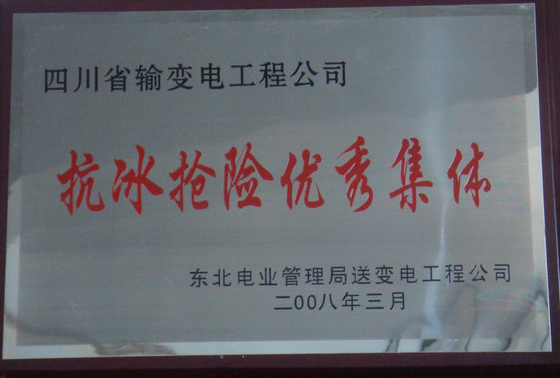 四川省输变电工程公司
抗冰抢险优秀集体
东北电业管理局送变电工程公司
二00八年三月